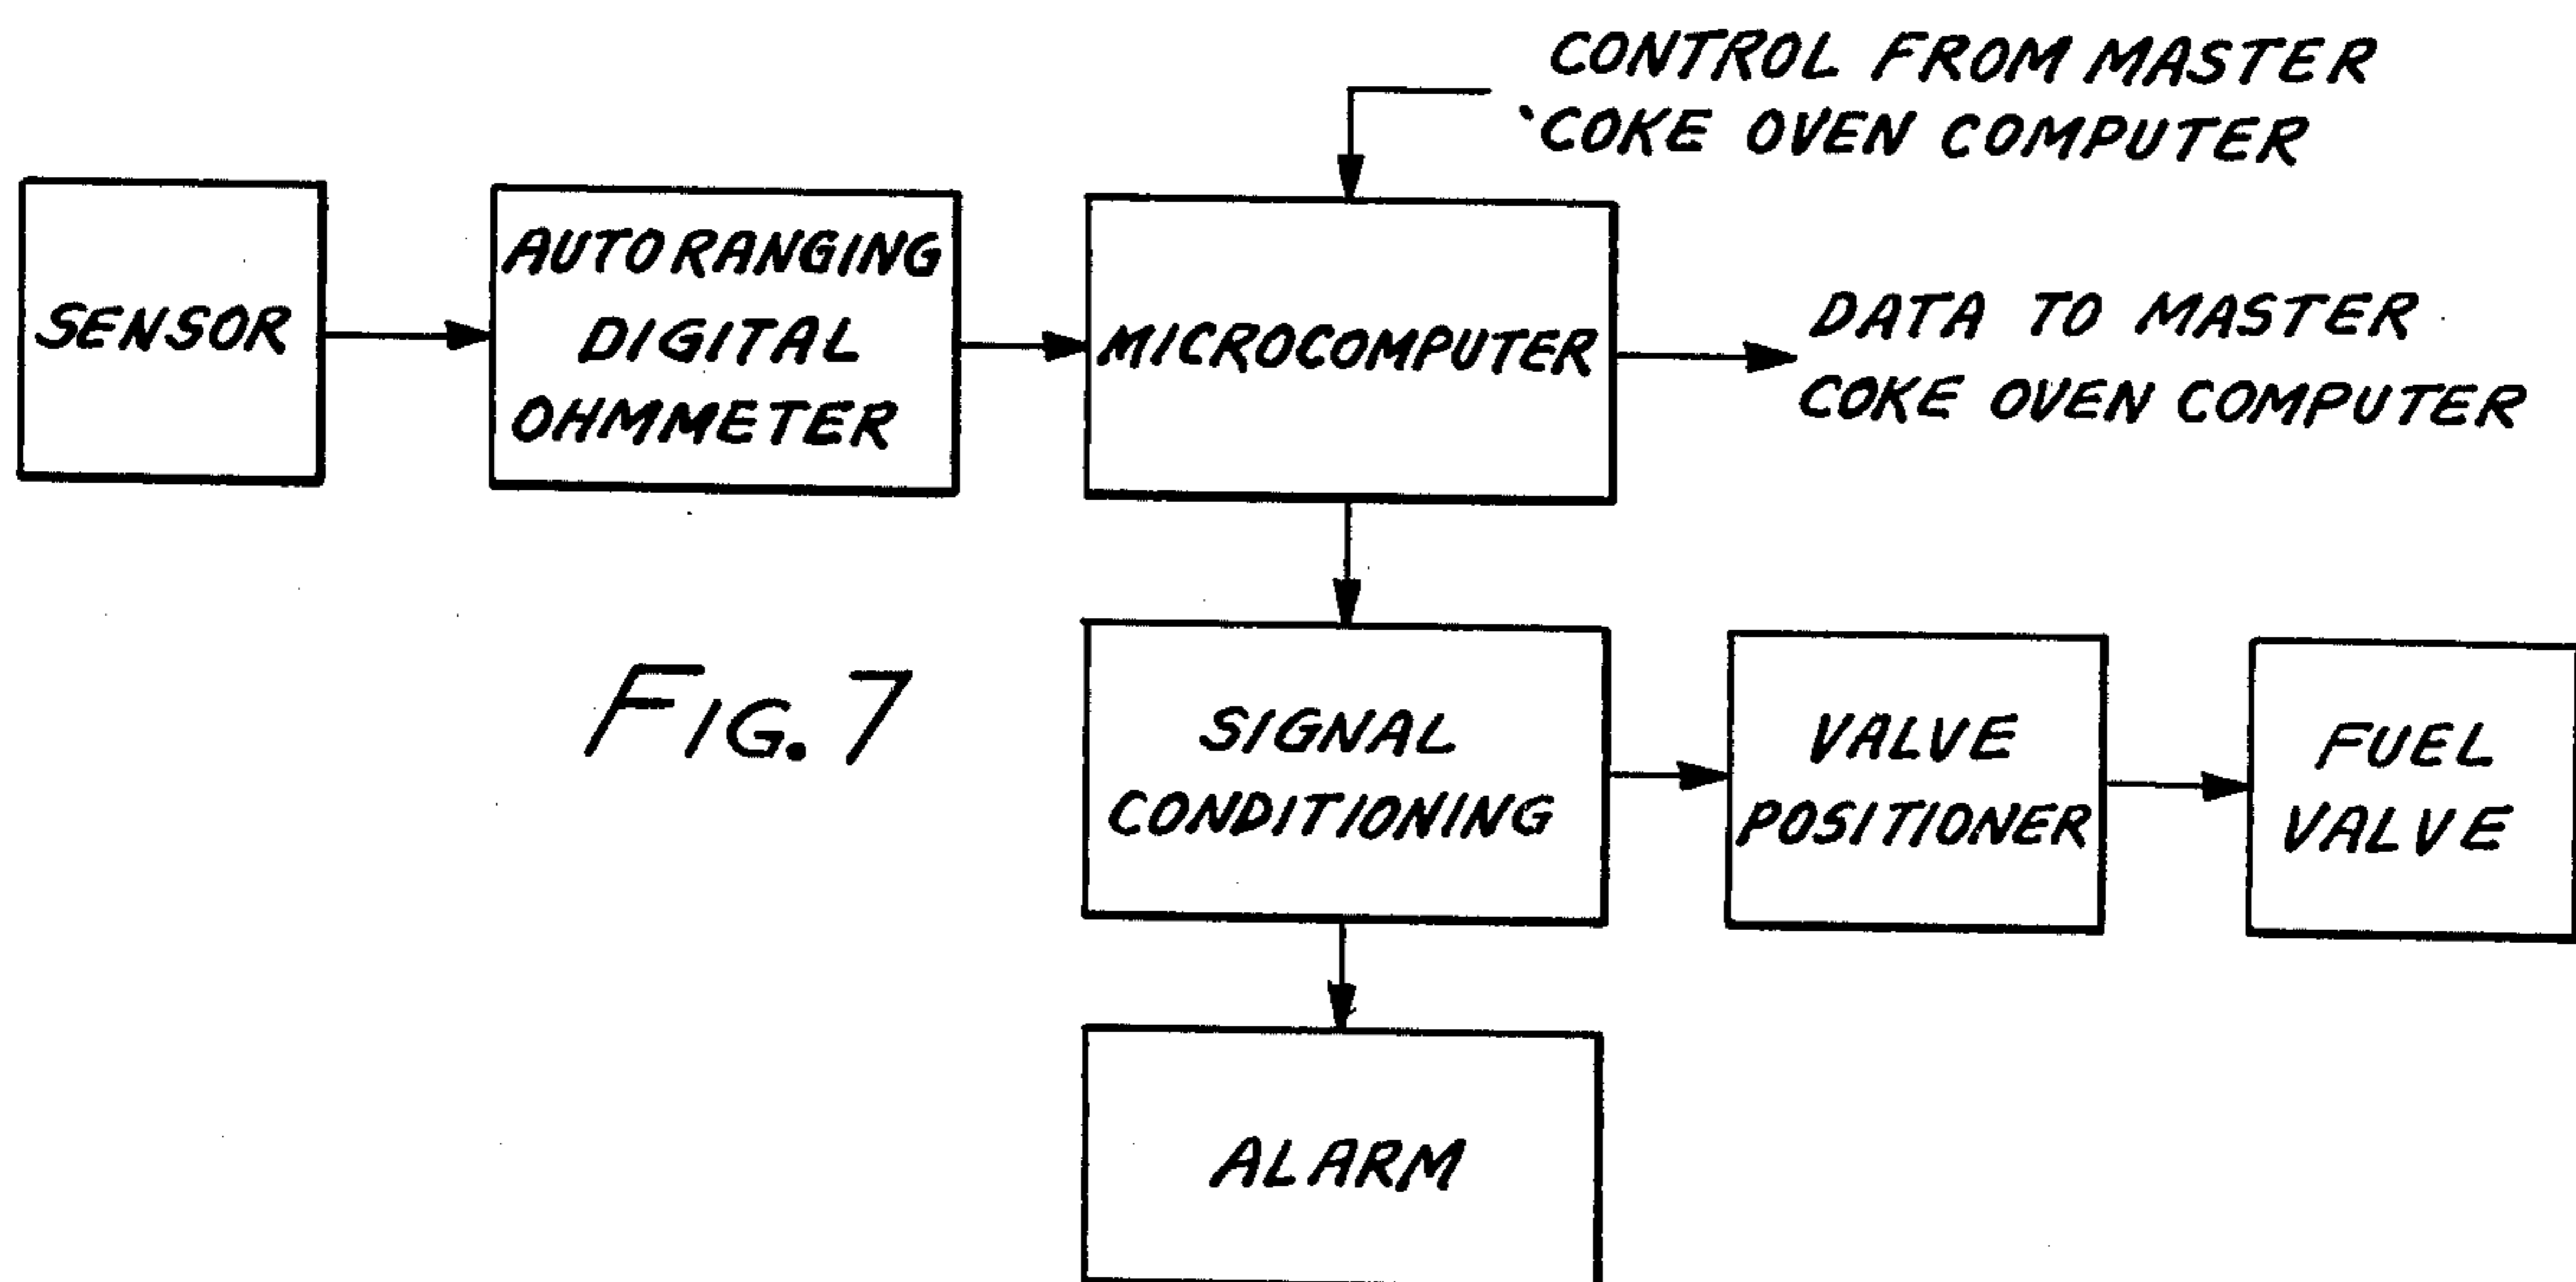 CONTROL FROM MASTER
COKE OVEN COMPUTER
SENSOR
AUTORANGING
DIGITAL
OHMMETER
MICROCOMPUTER
DATA TO MASTER
COKE OVEN COMPUTER
FIG. 7
SIGNAL
CONDITIONING
VALVE
POSITIONER
FUEL
VALVE
ALARM